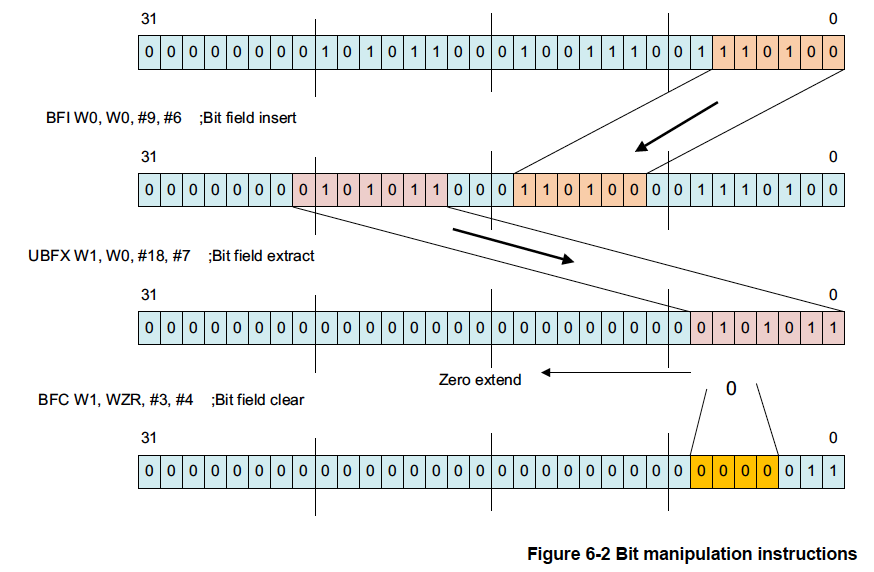 31 0
0 0 0 0 0 0 0 0 1 0 1 0 1 1 0 0 0 1 0 0 1 1 1 0 0 1 1 1 0 1 0 0
BFI W0, W0, #9, #6 ;Bit field insert
31 0
0 0 0 0 0 0 0 0 1 0 1 0 1 1 0 0 0 1 1 0 1 0 0 0 0 1 1 1 0 1 0 0
UBFX W1, W0, #18, #7 ;Bit field extract
31 0
0 0 0 0 0 0 0 0 0 0 0 0 0 0 0 0 0 0 0 0 0 0 0 0 0 0 1 0 1 0 1 1
Zero extend
0
BFC W1, WZR, #3, #4 ;Bit field clear
31 0
0 0 0 0 0 0 0 0 0 0 0 0 0 0 0 0 0 0 0 0 0 0 0 0 0 0 0 0 0 0 1 1
Figure 6-2 Bit manipulation instructions